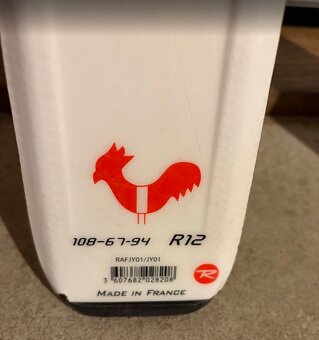 108-67-94 R12
RAFJY01/JY01
3 607682 028208
R
MADE IN FRANCE